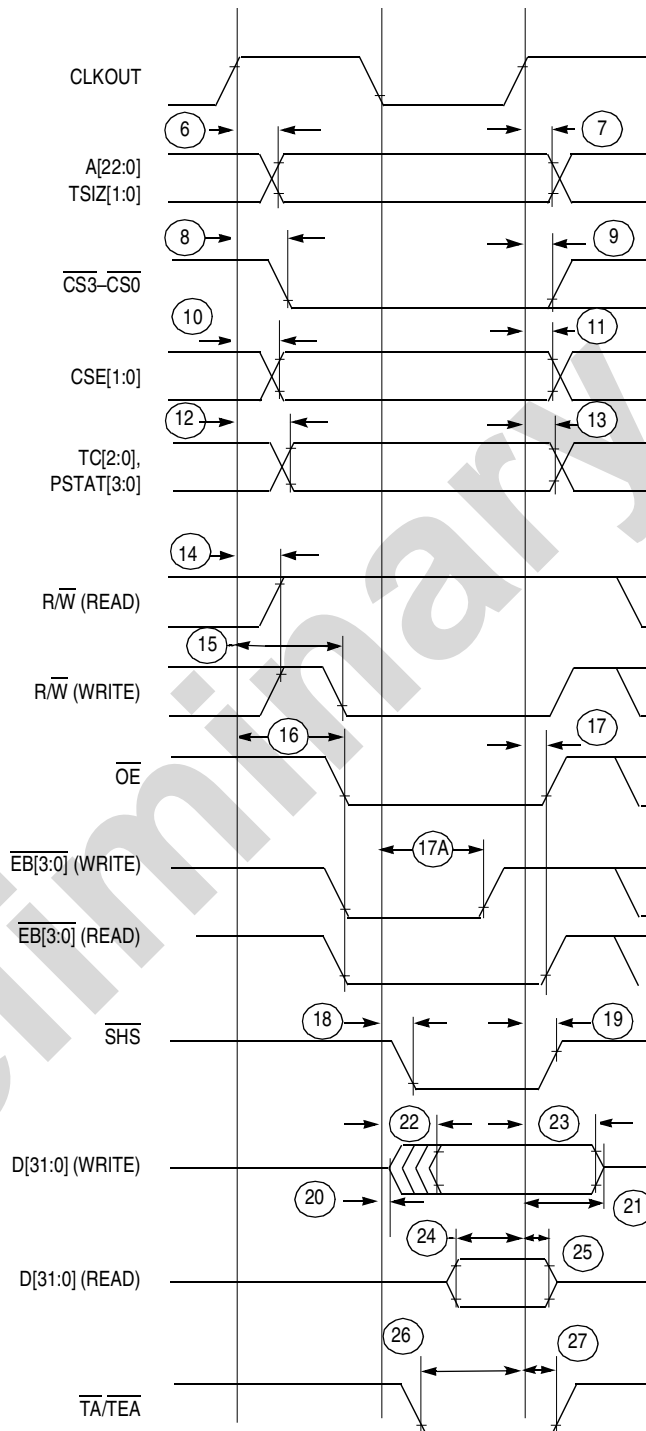 CLKOUT
6
7
A[22:0]
TSIZ[1:0]
8
9
CS3–CS0
10
11
CSE[1:0]
12
13
TC[2:0],
PSTAT[3:0]
14
R/W (READ)
15
R/W (WRITE)
16
17
OE
17A
EB[3:0] (WRITE)
EB[3:0] (READ)
18
19
SHS
22
23
D[31:0] (WRITE)
20
21
24
25
D[31:0] (READ)
26
27
TA/TEA
eliminary